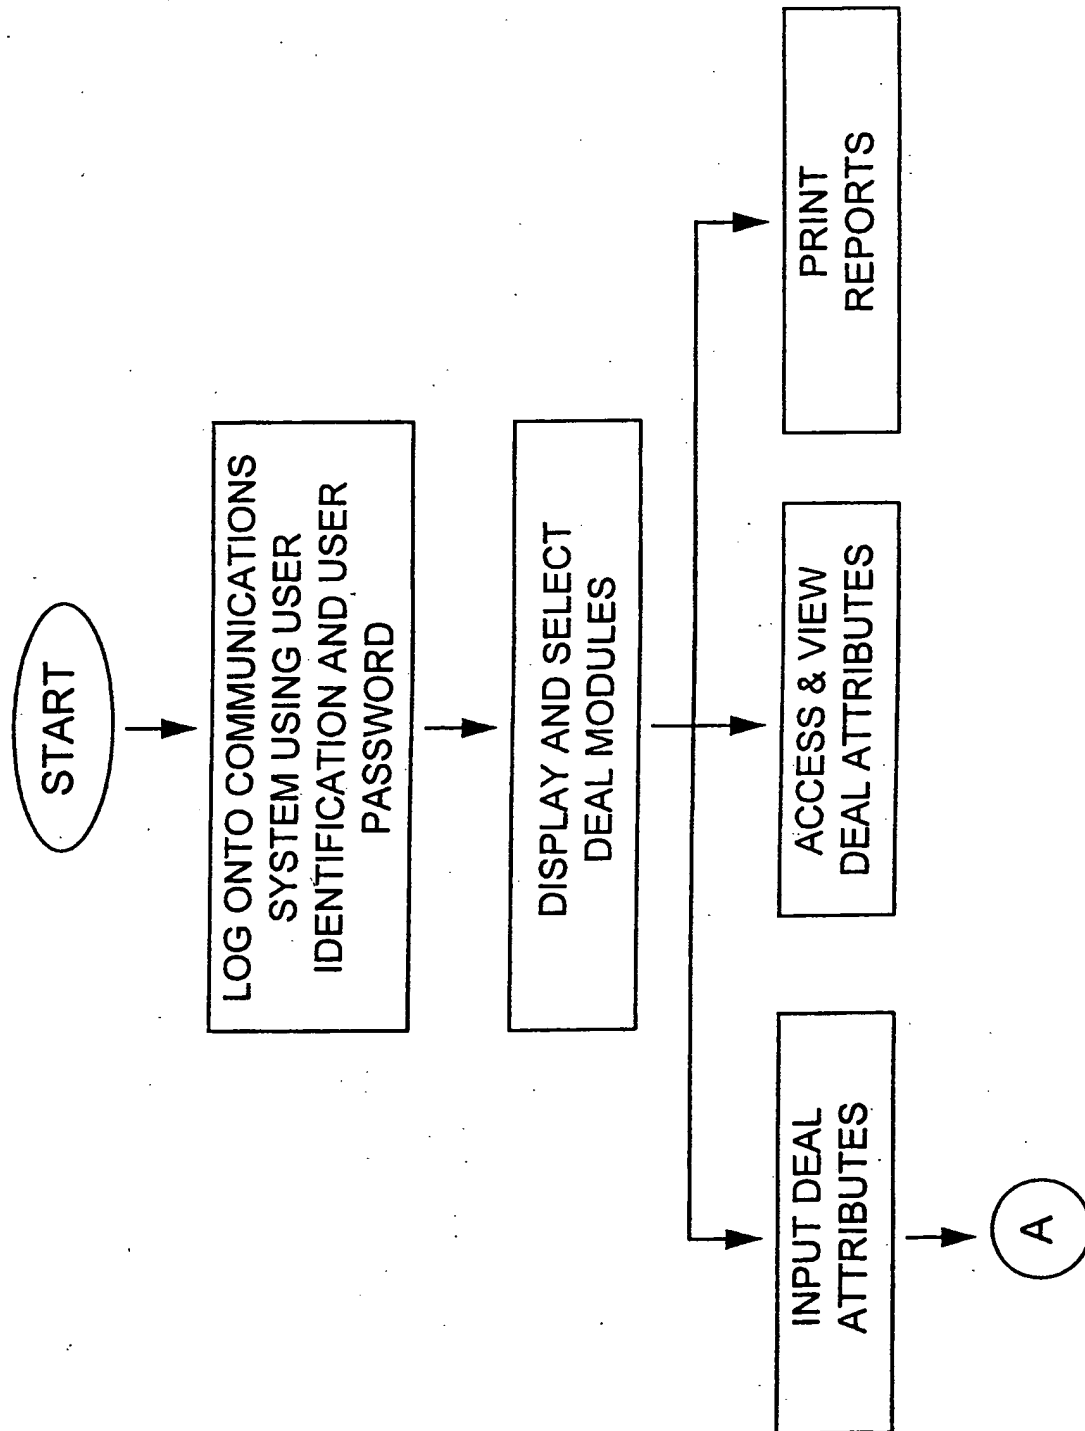 START
LOG ONTO COMMUNICATIONS
SYSTEM USING USER
IDENTIFICATION AND USER
PASSWORD
DISPLAY AND SELECT
DEAL MODULES
INPUT DEAL
ATTRIBUTES
ACCESS & VIEW
DEAL ATTRIBUTES
PRINT
REPORTS
A